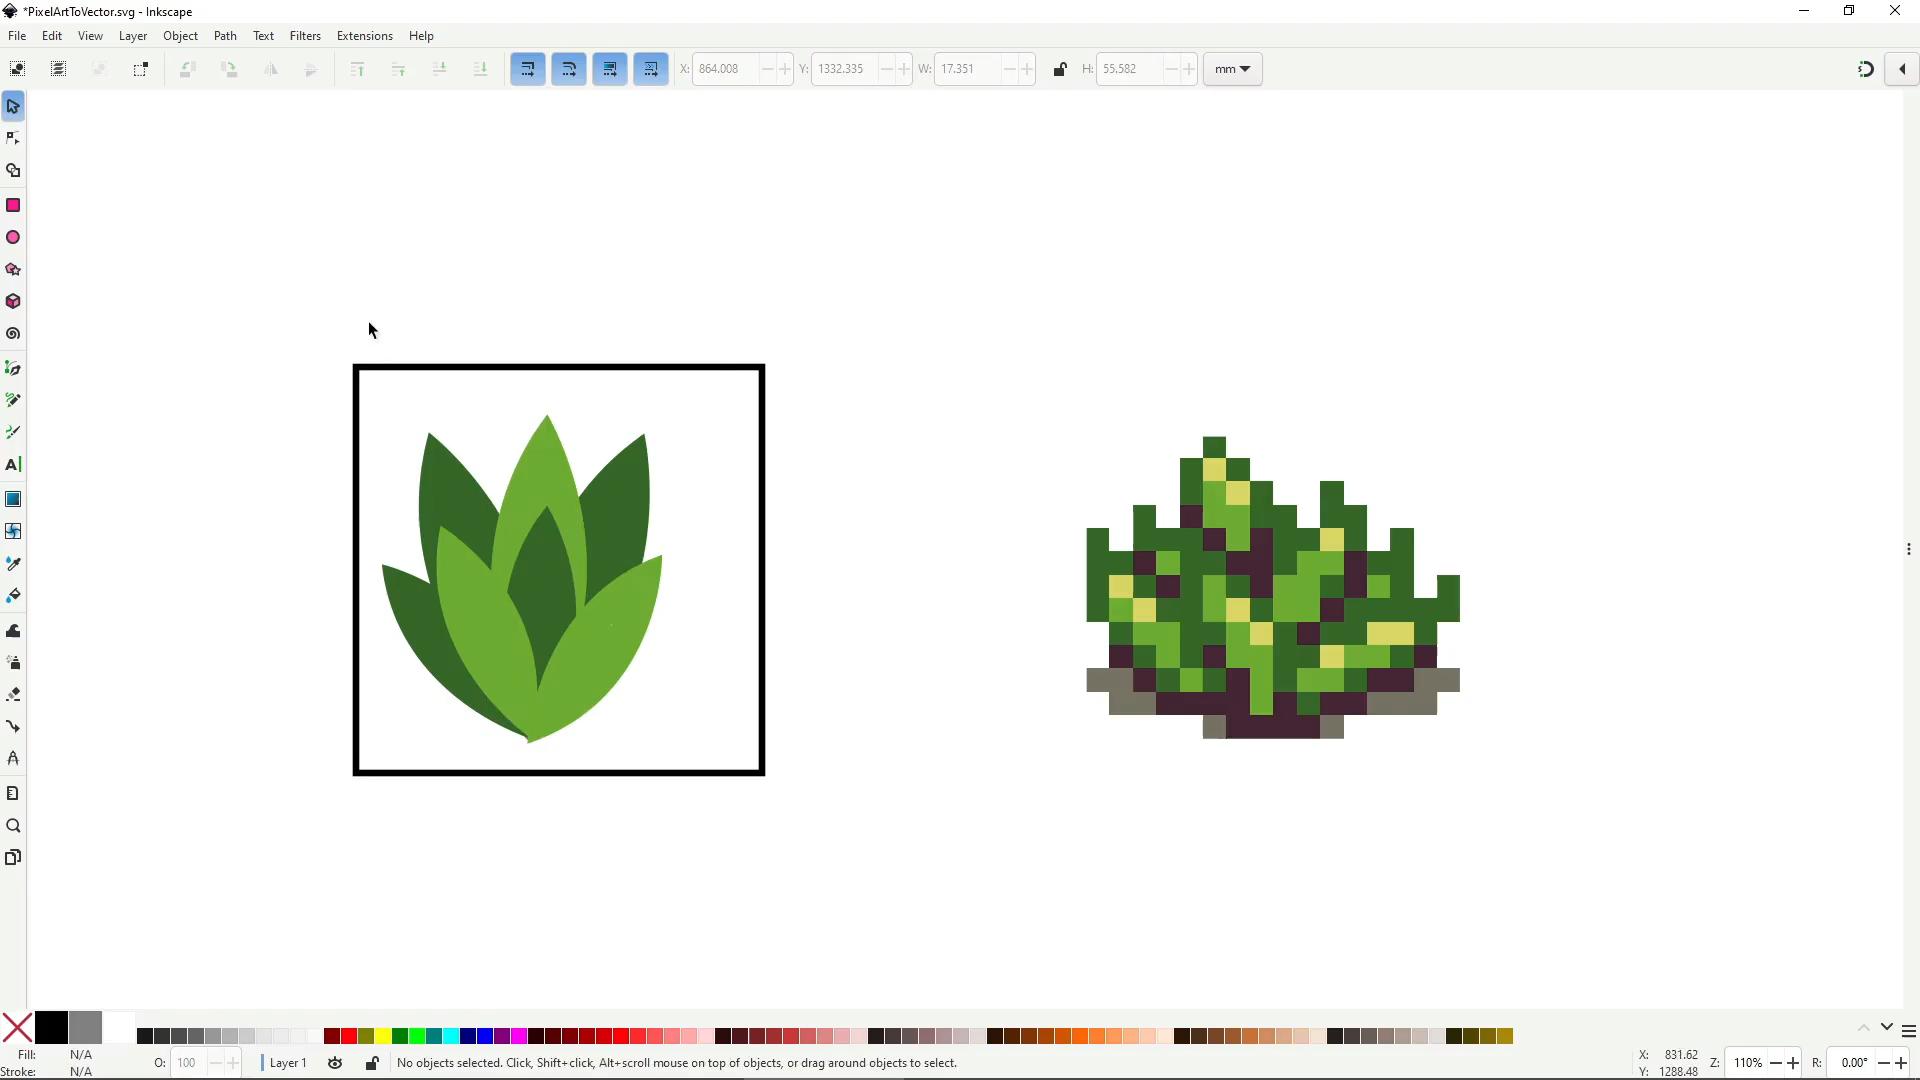 *PixelArtToVector.svg - Inkscape
File Edit View Layer Object Path Text Filters Extensions Help
X: 864.008 Y: 1332.335 W: 17.351 H: 55.582 mm
A
Fill: N/A O: 100 Layer 1 No objects selected. Click, Shift+click, Alt+scroll mouse on top of objects, or drag around objects to select. X: 831.62 Z: 110% R: 0.00°
Stroke: N/A Y: 1288.48